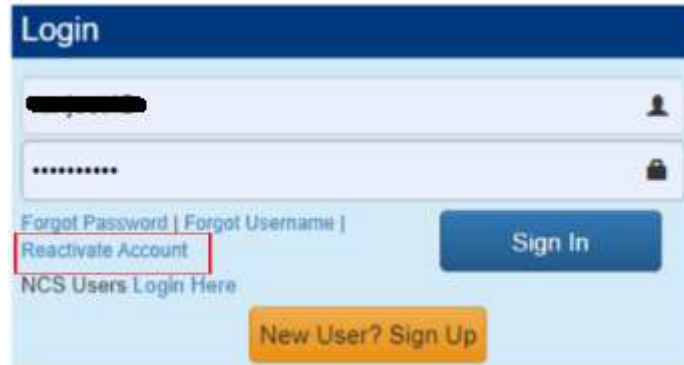 Login
••••••••••
Forgot Password | Forgot Username |
Reactivate Account
Sign In
NCS Users Login Here
New User? Sign Up